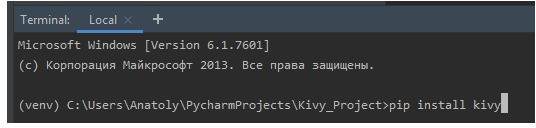 Terminal: Local × +
Microsoft Windows [Version 6.1.7601]
(c) Корпорация Майкрософт 2013. Все права защищены.
(venv) C:\Users\Anatoly\PycharmProjects\Kivy_Project>pip install kivy